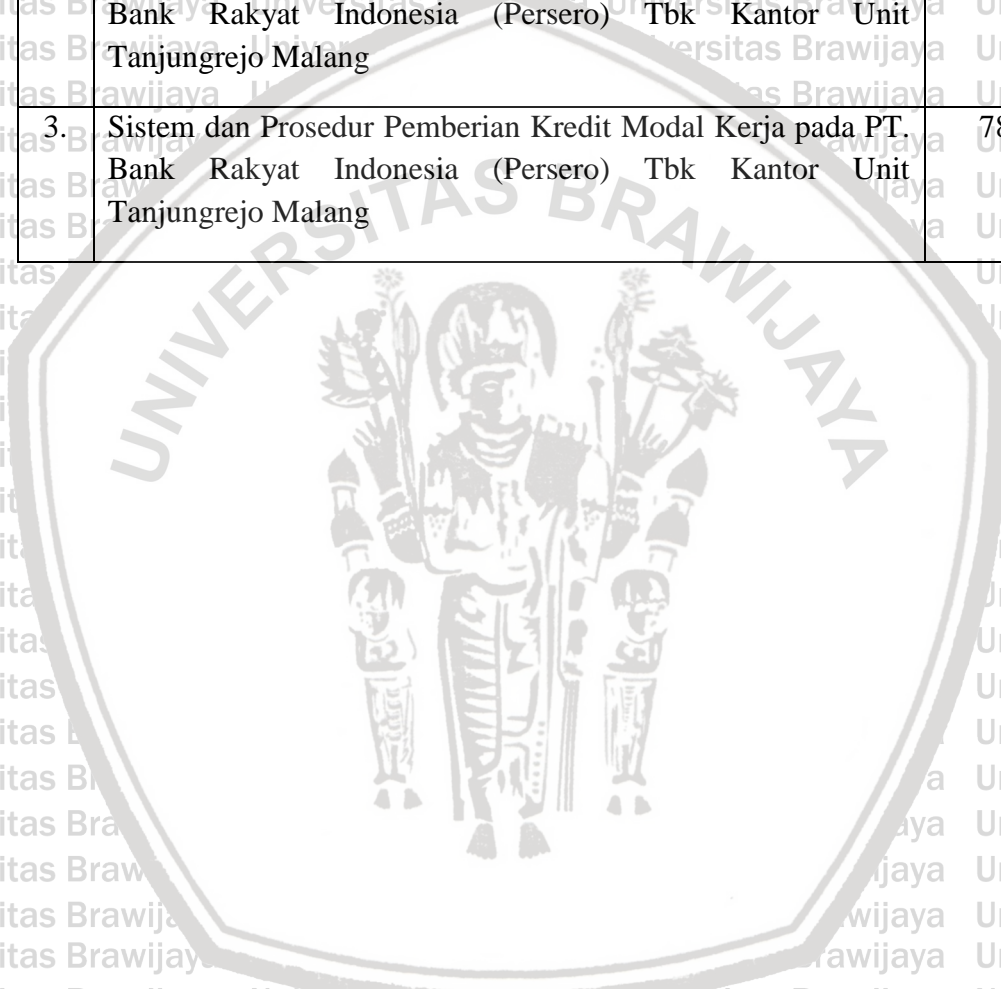 Bank Rakyat Indonesia (Persero) Tbk Kantor Unit
Tanjungrejo Malang
3. Sistem dan Prosedur Pemberian Kredit Modal Kerja pada PT. 78
Bank Rakyat Indonesia (Persero) Tbk Kantor Unit
Tanjungrejo Malang
UNIVERSITAS BRAWIJAYA